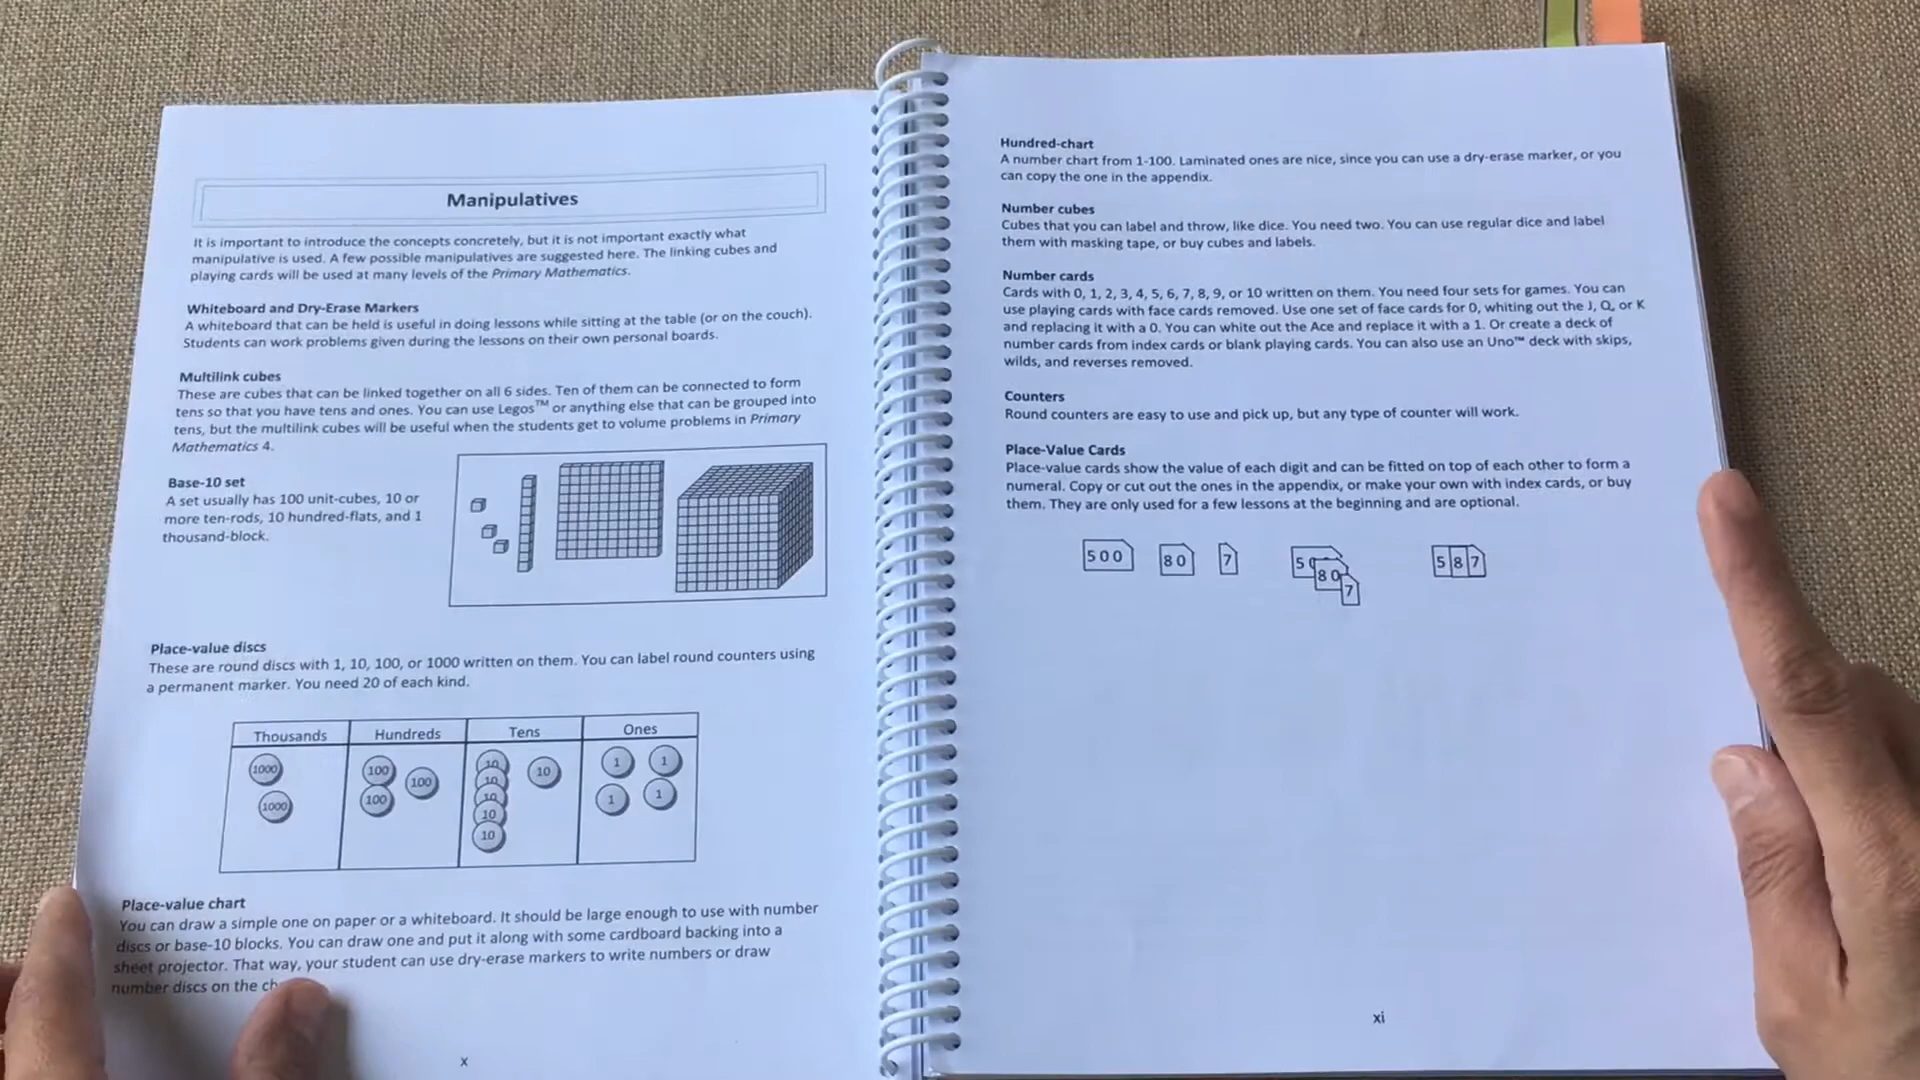 Manipulatives
It is important to introduce the concepts concretely, but it is not important exactly what
manipulative is used. A few possible manipulatives are suggested here. The linking cubes and
playing cards will be used at many levels of the Primary Mathematics.
Whiteboard and Dry-Erase Markers
A whiteboard that can be held is useful in doing lessons while sitting at the table (or on the couch).
Students can work problems given during the lessons on their own personal boards.
Multilink cubes
These are cubes that can be linked together on all 6 sides. Ten of them can be connected to form
tens so that you have tens and ones. You can use Legos™ or anything else that can be grouped into
tens, but the multilink cubes will be useful when the students get to volume problems in Primary
Mathematics 4.
Base-10 set
A set usually has 100 unit-cubes, 10 or
more ten-rods, 10 hundred-flats, and 1
thousand-block.
Place-value discs
These are round discs with 1, 10, 100, or 1000 written on them. You can label round counters using
a permanent marker. You need 20 of each kind.
Thousands Hundreds Tens Ones
1000 100 100 10 10 1 1
1000 100 10 10 10 10 1 1
Place-value chart
You can draw a simple one on paper or a whiteboard. It should be large enough to use with number
discs or base-10 blocks. You can draw one and put it along with some cardboard backing into a
sheet projector. That way, your student can use dry-erase markers to write numbers or draw
number discs on the ch
x
Hundred-chart
A number chart from 1-100. Laminated ones are nice, since you can use a dry-erase marker, or you
can copy the one in the appendix.
Number cubes
Cubes that you can label and throw, like dice. You need two. You can use regular dice and label
them with masking tape, or buy cubes and labels.
Number cards
Cards with 0, 1, 2, 3, 4, 5, 6, 7, 8, 9, or 10 written on them. You need four sets for games. You can
use playing cards with face cards removed. Use one set of face cards for 0, whiting out the J, Q, or K
and replacing it with a 0. You can white out the Ace and replace it with a 1. Or create a deck of
number cards from index cards or blank playing cards. You can also use an Uno™ deck with skips,
wilds, and reverses removed.
Counters
Round counters are easy to use and pick up, but any type of counter will work.
Place-Value Cards
Place-value cards show the value of each digit and can be fitted on top of each other to form a
numeral. Copy or cut out the ones in the appendix, or make your own with index cards, or buy
them. They are only used for a few lessons at the beginning and are optional.
500 80 7 50 80 7 587
xi